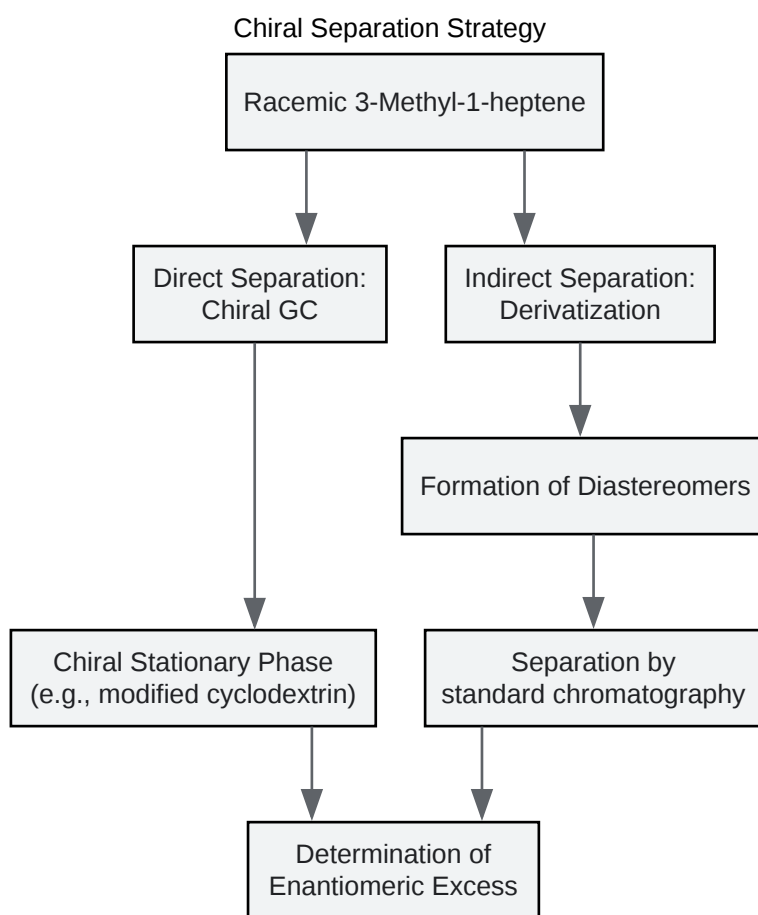 Chiral Separation Strategy
Racemic 3-Methyl-1-heptene
Direct Separation:
Chiral GC
Indirect Separation:
Derivatization
Formation of Diastereomers
Chiral Stationary Phase
(e.g., modified cyclodextrin)
Separation by
standard chromatography
Determination of
Enantiomeric Excess